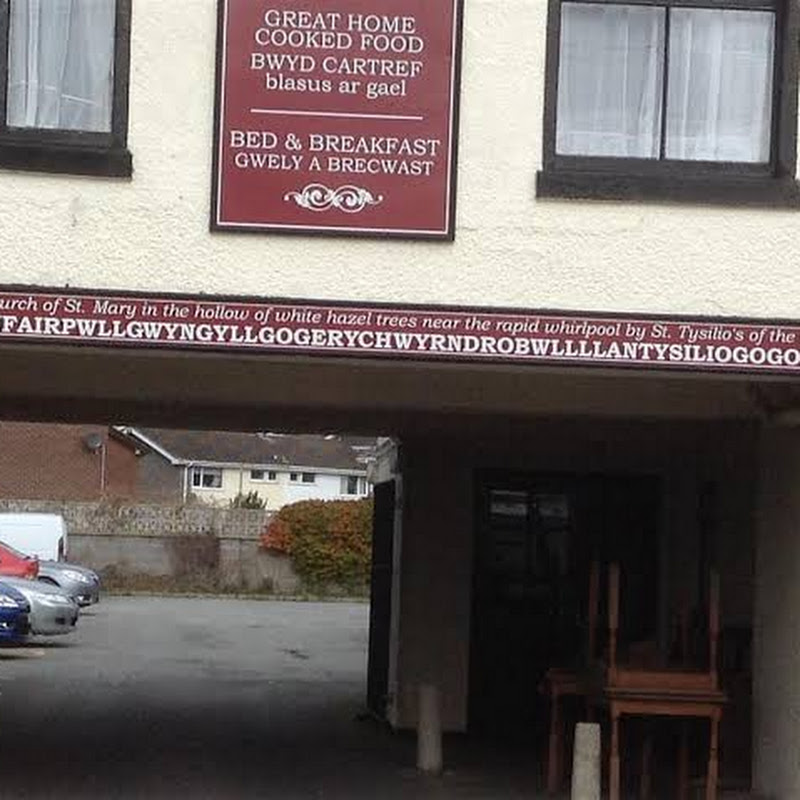 GREAT HOME
COOKED FOOD
BWYD CARTREF
blasus ar gael
BED & BREAKFAST
GWELY A BRECWAST
urch of St. Mary in the hollow of white hazel trees near the rapid whirlpool by St. Tysilio's of the
FAIRPWLLGWYNGYLLGOGERYCHWYRNDROBWLLLLANTYSILIOGOGO